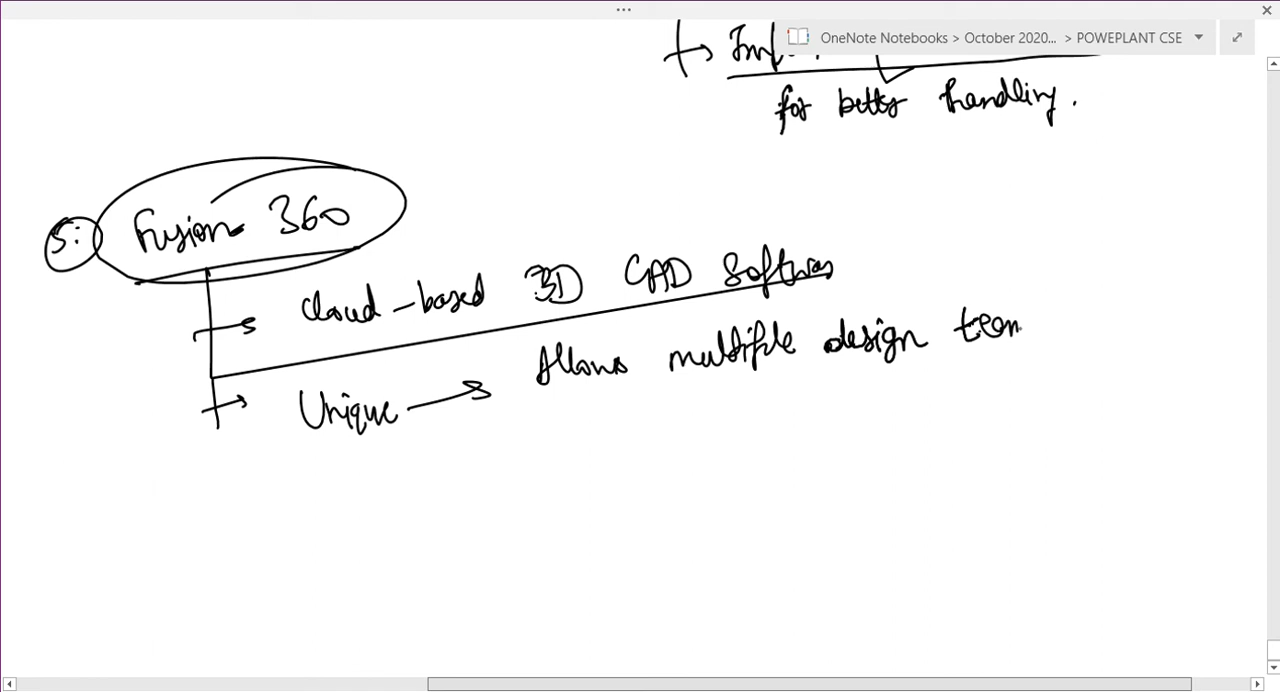 OneNote Notebooks > October 2020... > POWEPLANT CSE
for better handling.
5: Fusion 360
Cloud-based 3D CAD Software
Unique → Allows multiple design team